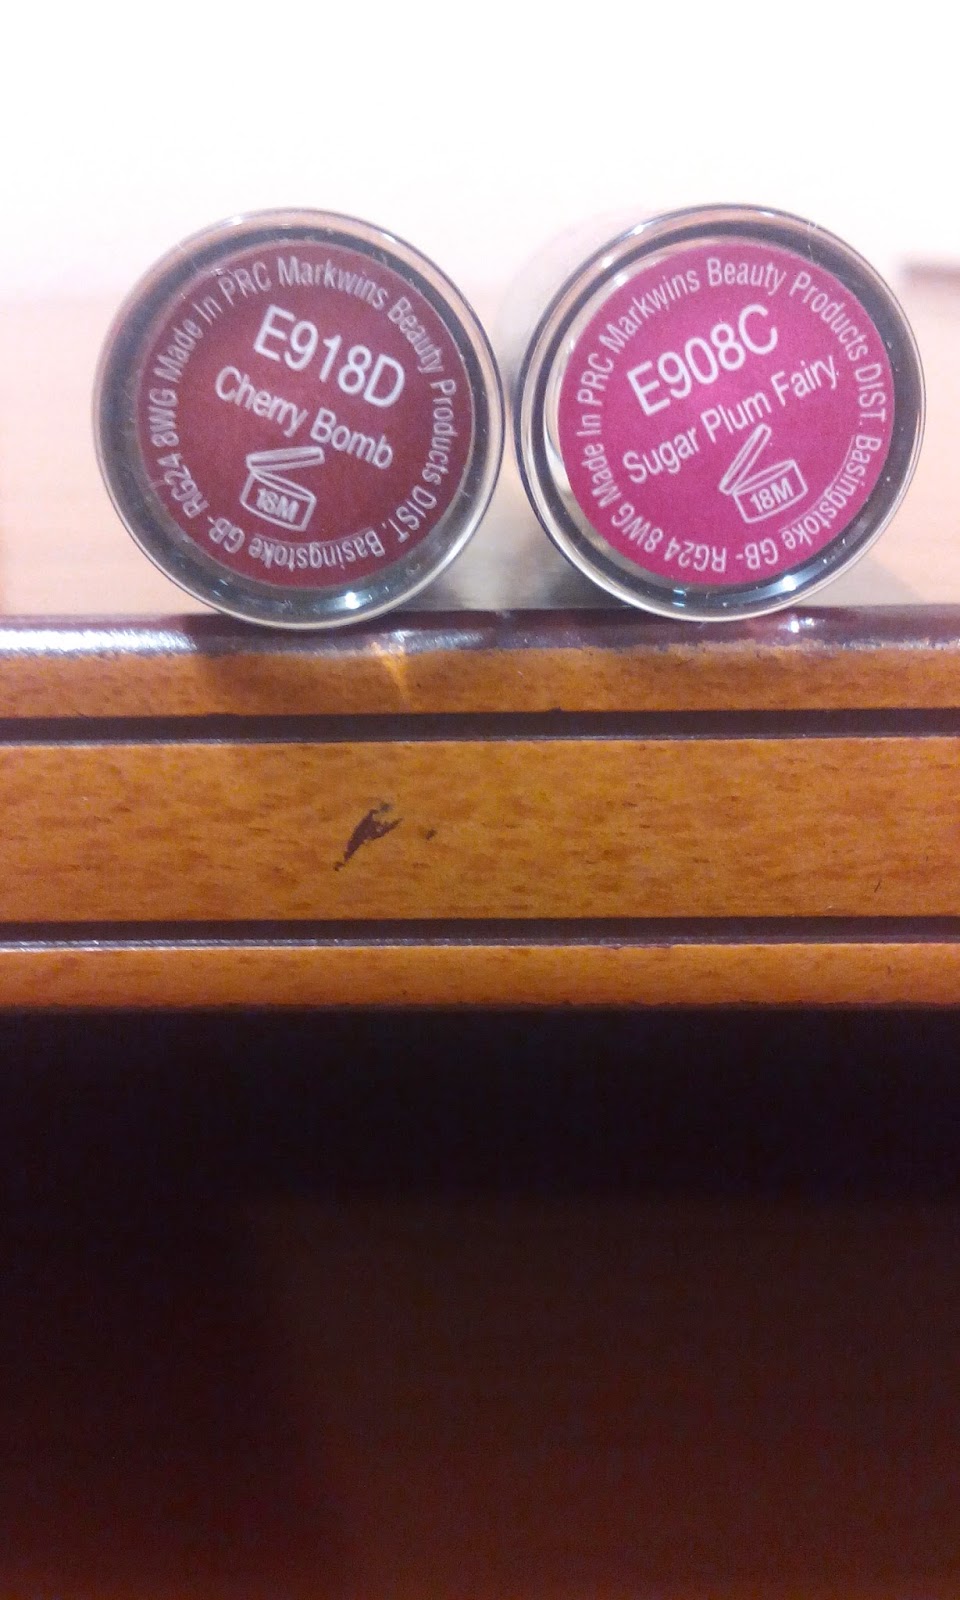 E918D
Cherry Bomb
18M
Made In PRC Markwins Beauty Products DIST. Basingstoke GB- RG24 8WG
E908C
Sugar Plum Fairy.
18M
Made In PRC Markwins Beauty Products DIST. Basingstoke GB- RG24 8WG